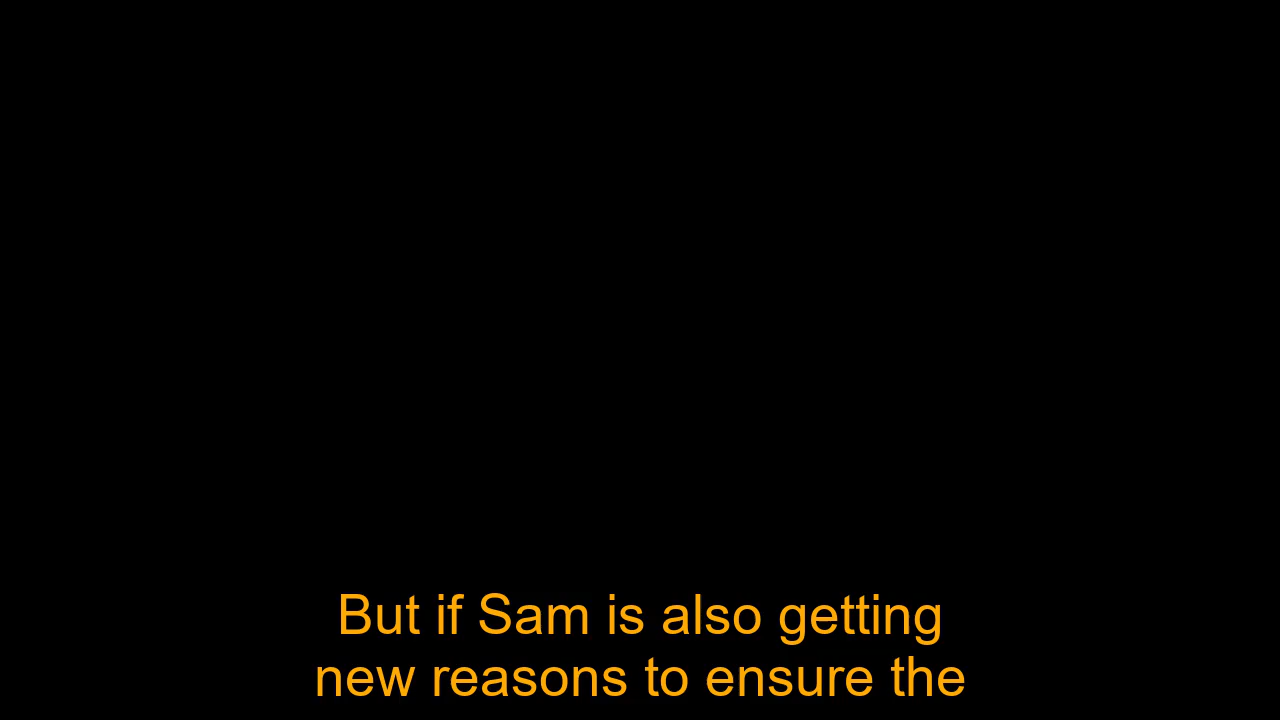 But if Sam is also getting
new reasons to ensure the